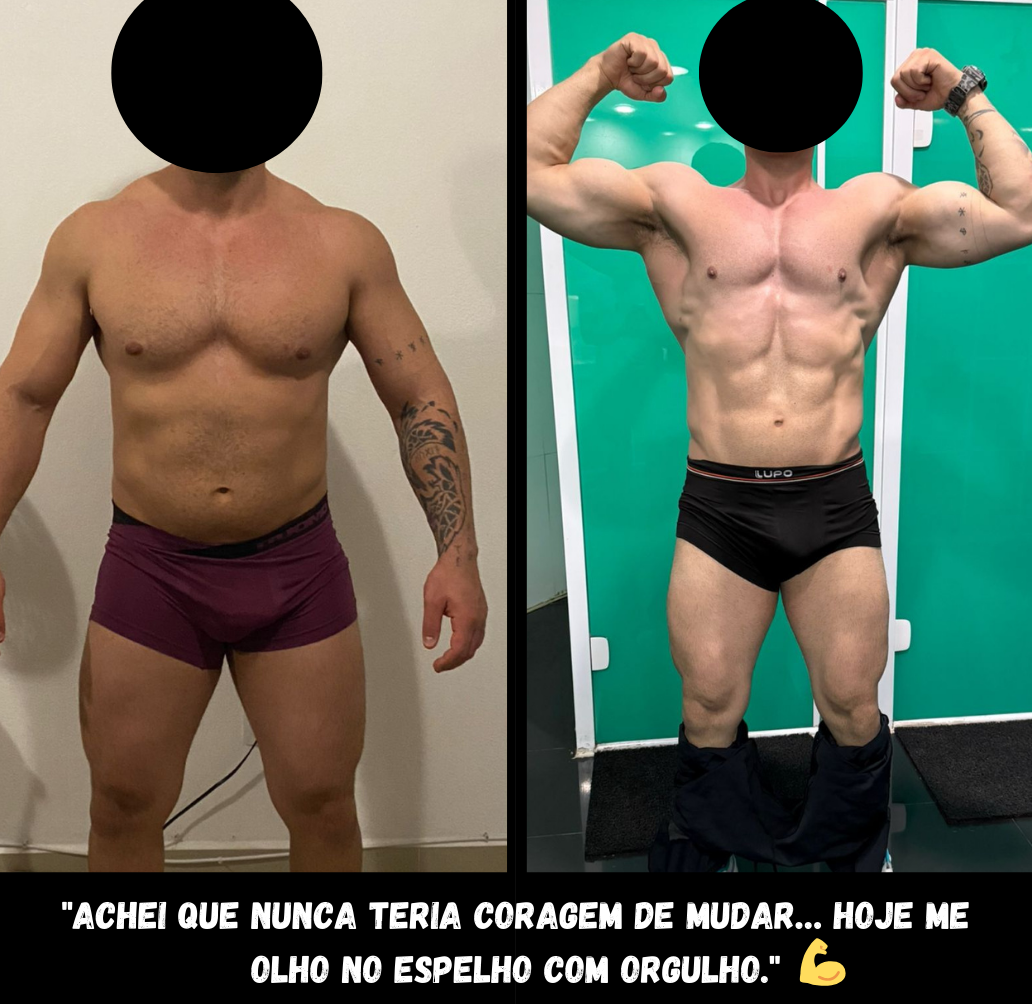 LUPO
"ACHEI QUE NUNCA TERIA CORAGEM DE MUDAR... HOJE ME
OLHO NO ESPELHO COM ORGULHO." 💪